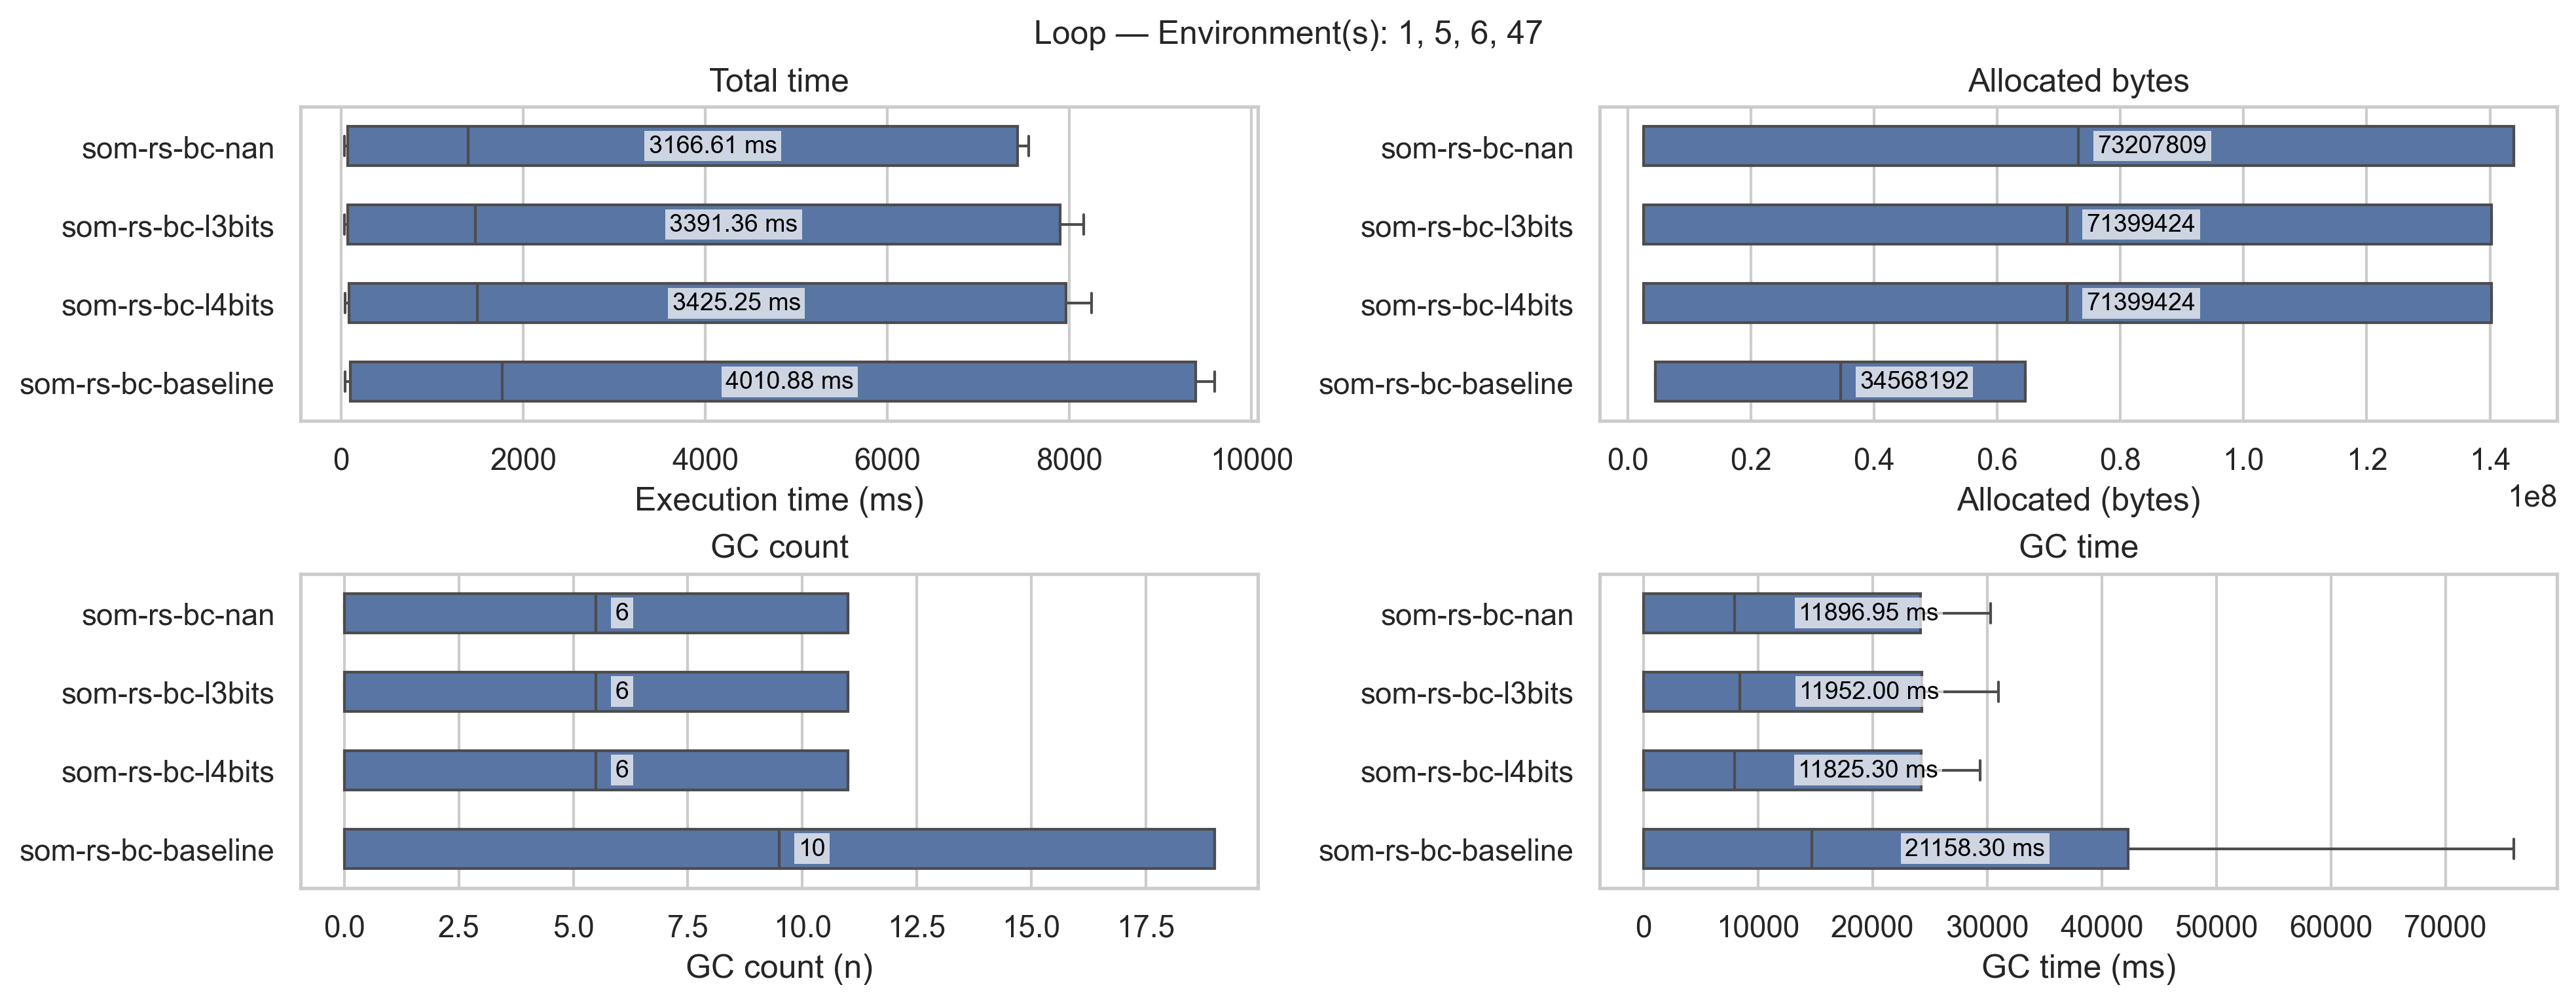 Loop — Environment(s): 1, 5, 6, 47
Total time
som-rs-bc-nan
3166.61 ms
som-rs-bc-l3bits
3391.36 ms
som-rs-bc-l4bits
3425.25 ms
som-rs-bc-baseline
4010.88 ms
0 2000 4000 6000 8000 10000
Execution time (ms)
Allocated bytes
som-rs-bc-nan
73207809
som-rs-bc-l3bits
71399424
som-rs-bc-l4bits
71399424
som-rs-bc-baseline
34568192
0.0 0.2 0.4 0.6 0.8 1.0 1.2 1.4
1e8
Allocated (bytes)
GC count
som-rs-bc-nan
6
som-rs-bc-l3bits
6
som-rs-bc-l4bits
6
som-rs-bc-baseline
10
0.0 2.5 5.0 7.5 10.0 12.5 15.0 17.5
GC count (n)
GC time
som-rs-bc-nan
11896.95 ms
som-rs-bc-l3bits
11952.00 ms
som-rs-bc-l4bits
11825.30 ms
som-rs-bc-baseline
21158.30 ms
0 10000 20000 30000 40000 50000 60000 70000
GC time (ms)